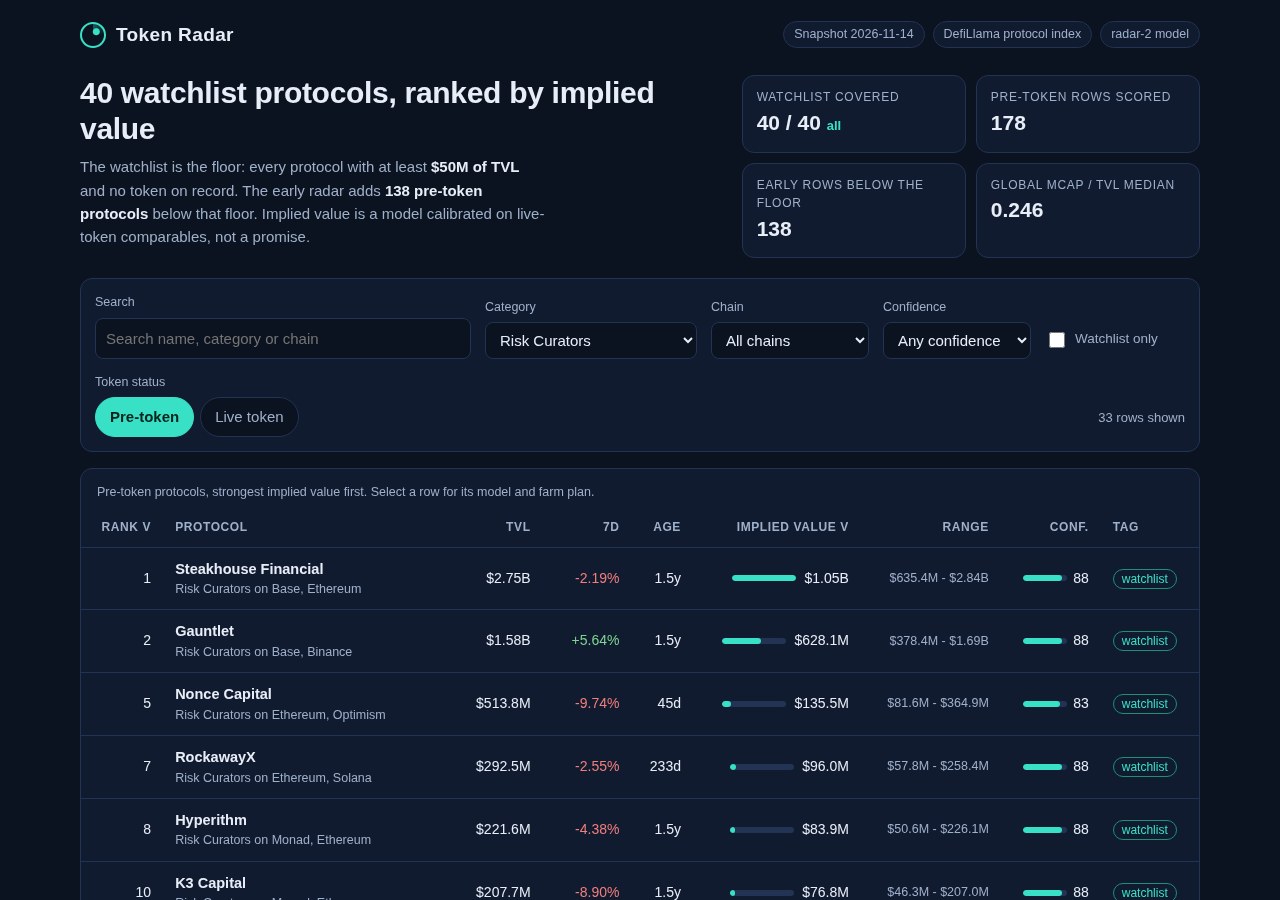 Token Radar
Snapshot 2026-11-14
DefiLlama protocol index
radar-2 model
40 watchlist protocols, ranked by implied
value
The watchlist is the floor: every protocol with at least $50M of TVL
and no token on record. The early radar adds 138 pre-token
protocols below that floor. Implied value is a model calibrated on live-
token comparables, not a promise.
WATCHLIST COVERED
40 / 40 all
PRE-TOKEN ROWS SCORED
178
EARLY ROWS BELOW THE
FLOOR
138
GLOBAL MCAP / TVL MEDIAN
0.246
Search
Search name, category or chain
Category
Risk Curators
Chain
All chains
Confidence
Any confidence
Watchlist only
Token status
Pre-token
Live token
33 rows shown
Pre-token protocols, strongest implied value first. Select a row for its model and farm plan.
RANK V PROTOCOL TVL 7D AGE IMPLIED VALUE V RANGE CONF. TAG
1 Steakhouse Financial $2.75B -2.19% 1.5y $1.05B $635.4M - $2.84B 88 watchlist
Risk Curators on Base, Ethereum
2 Gauntlet $1.58B +5.64% 1.5y $628.1M $378.4M - $1.69B 88 watchlist
Risk Curators on Base, Binance
5 Nonce Capital $513.8M -9.74% 45d $135.5M $81.6M - $364.9M 83 watchlist
Risk Curators on Ethereum, Optimism
7 RockawayX $292.5M -2.55% 233d $96.0M $57.8M - $258.4M 88 watchlist
Risk Curators on Ethereum, Solana
8 Hyperithm $221.6M -4.38% 1.5y $83.9M $50.6M - $226.1M 88 watchlist
Risk Curators on Monad, Ethereum
10 K3 Capital $207.7M -8.90% 1.5y $76.8M $46.3M - $207.0M 88 watchlist